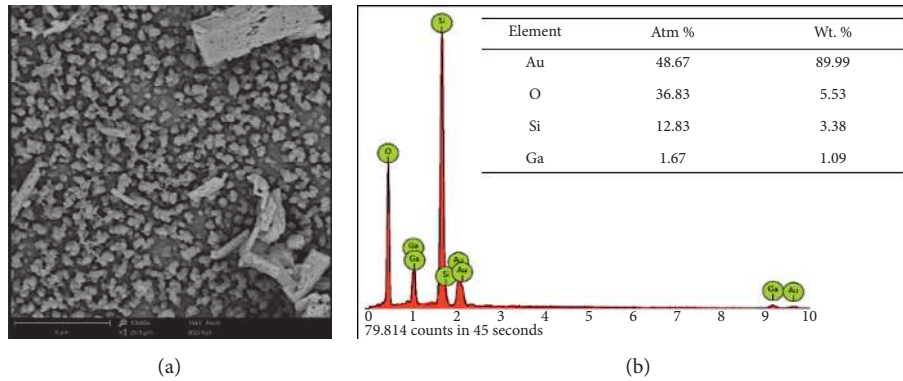 Element Atm % Wt. %
Au 48.67 89.99
O 36.83 5.53
Si 12.83 3.38
Ga 1.67 1.09
Si
O
Ga
Ga
Au
Si
Au
Ga
Au
0 1 2 3 4 5 6 7 8 9 10
79.814 counts in 45 seconds
(a)
(b)